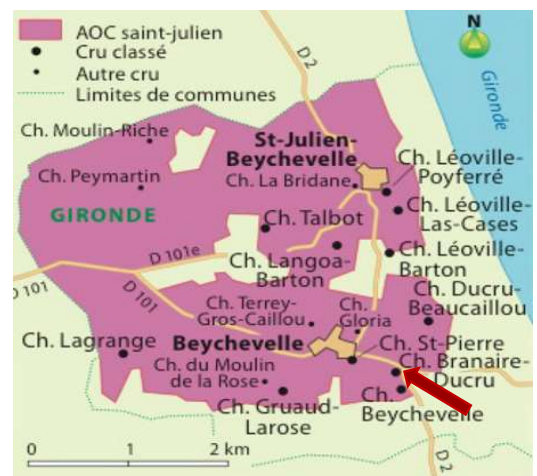 AOC saint-julien
Cru classé
Autre cru
Limites de communes
N
D 2
Gironde
Ch. Moulin-Riche
St-Julien-
Beychevelle
Ch. Léoville-
Poyferré
Ch. Peymartin
Ch. La Bridane
Ch. Léoville-
Las-Cases
GIRONDE
Ch. Talbot
D 101e
Ch. Langoa-
Barton
Ch. Léoville-
Barton
D 101
D 101
Ch. Terrey-
Gros-Caillou
Ch.
Gloria
Ch. Ducru-
Beaucaillou
Ch. Lagrange
Beychevelle
Ch. St-Pierre
Ch. du Moulin
de la Rose
Ch. Branaire-
Ducru
Ch. Gruaud-
Larose
Ch.
Beychevelle
0 1 2 km
D 2